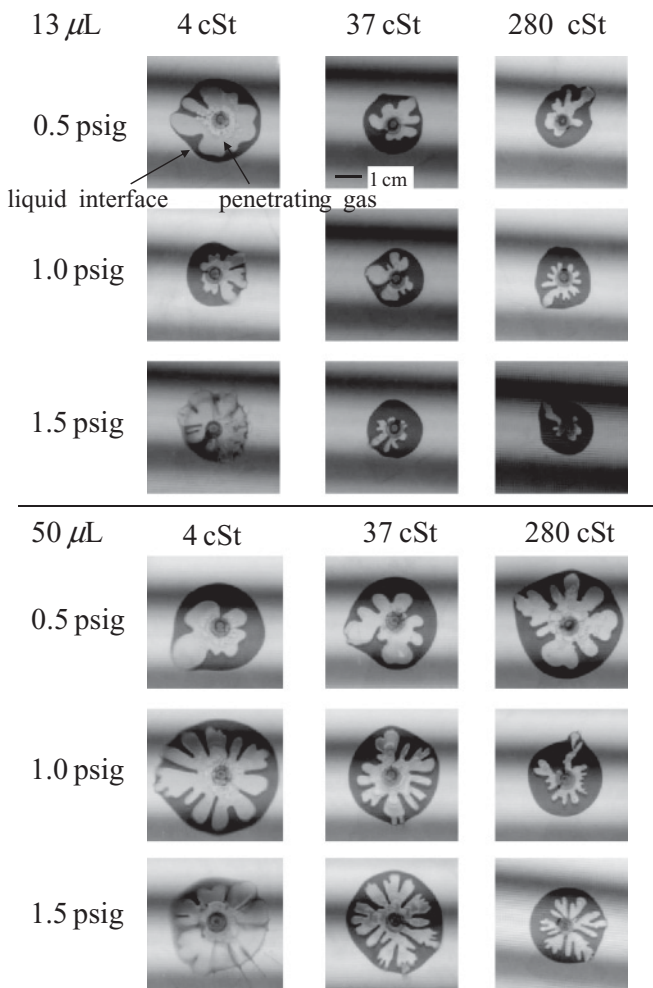 13 μL 4 cSt 37 cSt 280 cSt
0.5 psig
1 cm
liquid interface penetrating gas
1.0 psig
1.5 psig
50 μL 4 cSt 37 cSt 280 cSt
0.5 psig
1.0 psig
1.5 psig